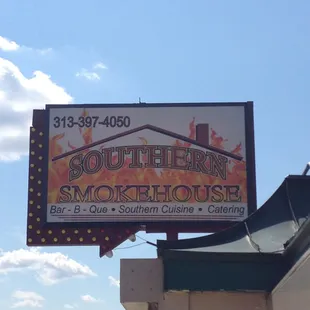 313-397-4050
SOUTHERN
SMOKEHOUSE
Bar - B - Que • Southern Cuisine • Catering